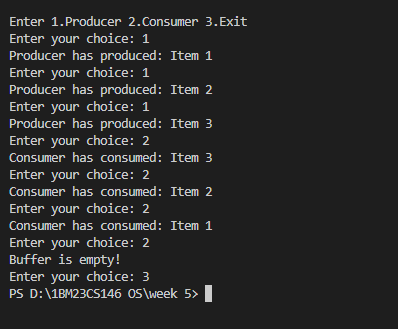 Enter 1.Producer 2.Consumer 3.Exit
Enter your choice: 1
Producer has produced: Item 1
Enter your choice: 1
Producer has produced: Item 2
Enter your choice: 1
Producer has produced: Item 3
Enter your choice: 2
Consumer has consumed: Item 3
Enter your choice: 2
Consumer has consumed: Item 2
Enter your choice: 2
Consumer has consumed: Item 1
Enter your choice: 2
Buffer is empty!
Enter your choice: 3
PS D:\1BM23CS146 OS\week 5>